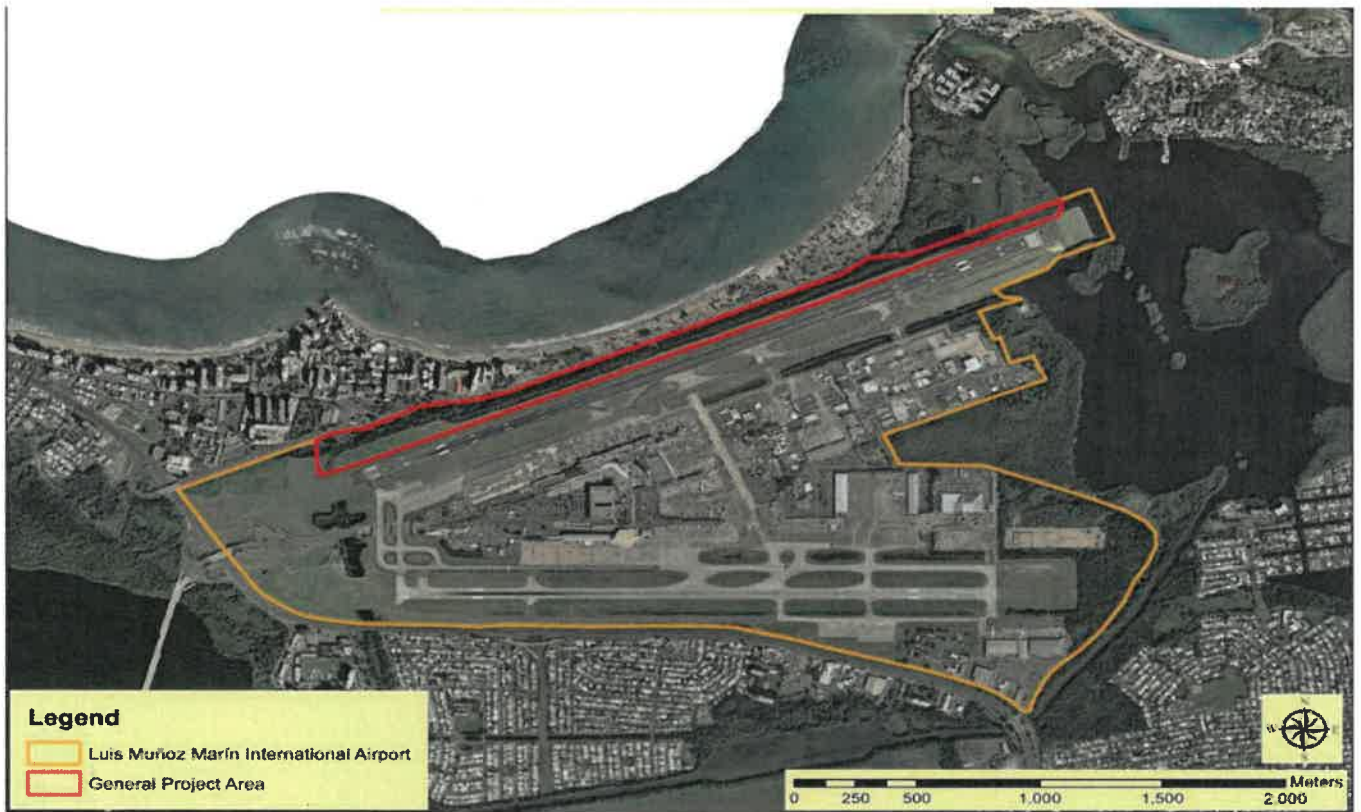 Legend
Luis Muñoz Marín International Airport
General Project Area
Meters
0 250 500 1.000 1.500 2.000